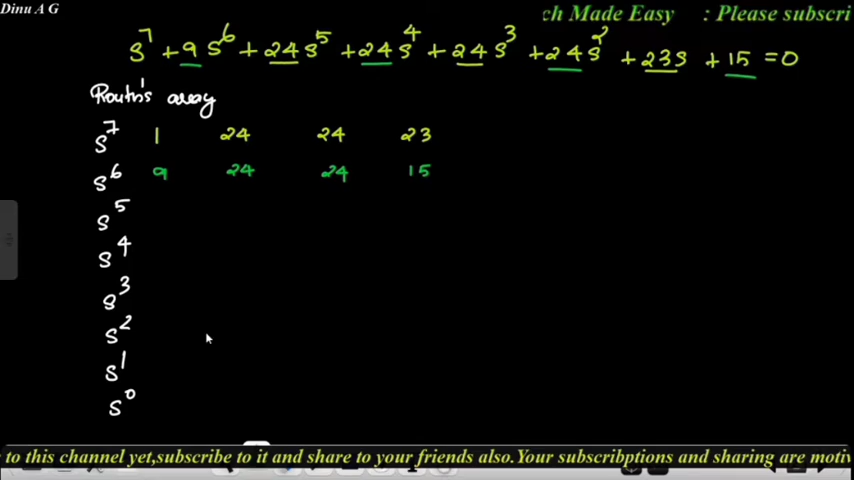 Dinu A G
ch Made Easy : Please subscri
s⁷ + 9s⁶ + 24s⁵ + 24s⁴ + 24s³ + 24s² + 23s + 15 = 0
Routh's array
s⁷ 1 24 24 23
s⁶ 9 24 24 15
s⁵
s⁴
s³
s²
s¹
s⁰
to this channel yet,subscribe to it and share to your friends also.Your subscribptions and sharing are motiv